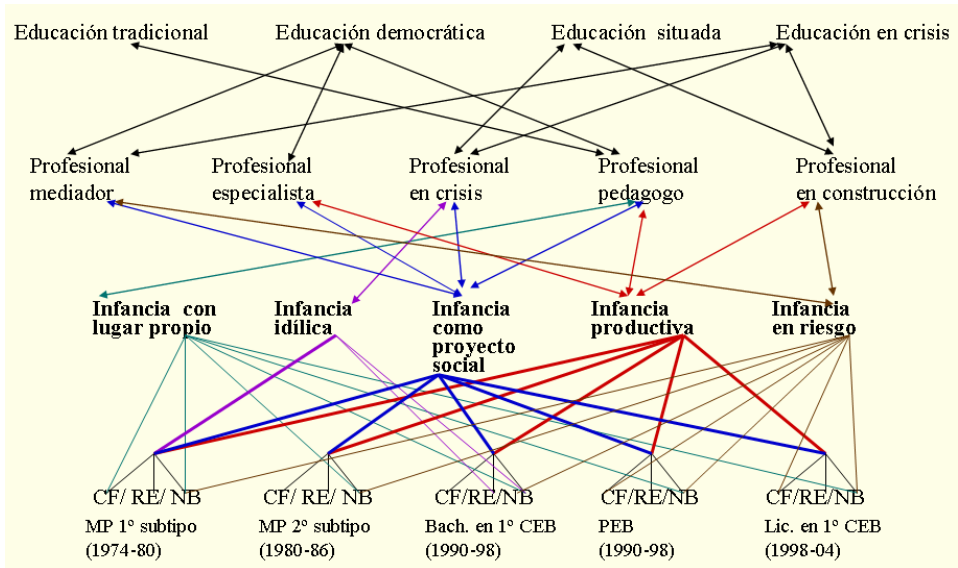 Educación tradicional Educación democrática Educación situada Educación en crisis
Profesional Profesional Profesional Profesional Profesional
mediador especialista en crisis pedagogo en construcción
Infancia con Infancia Infancia Infancia Infancia
lugar propio idílica como productiva en riesgo
proyecto
social
CF/ RE/ NB CF/ RE/ NB CF/RE/NB CF/RE/NB CF/RE/NB
MP 1º subtipo MP 2º subtipo Bach. en 1º CEB PEB Lic. en 1º CEB
(1974-80) (1980-86) (1990-98) (1990-98) (1998-04)